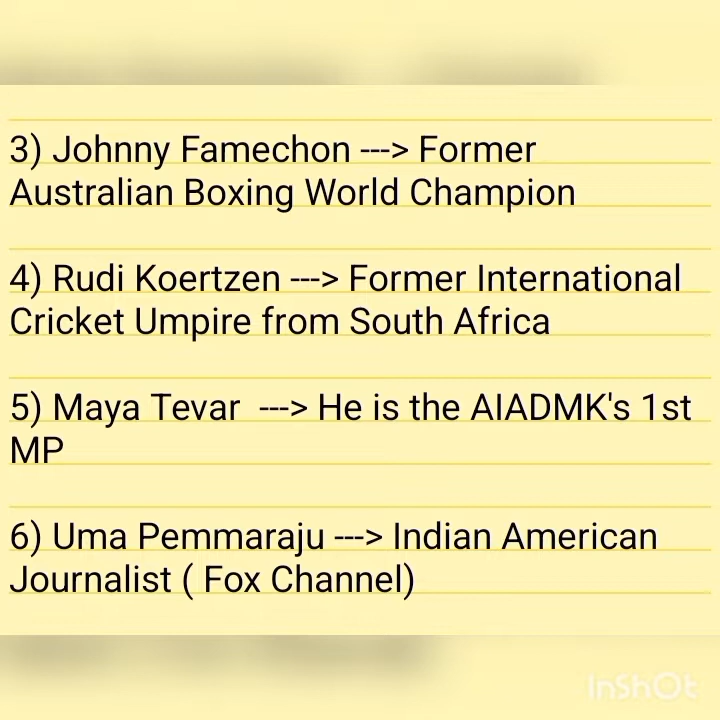 3) Johnny Famechon ---> Former
Australian Boxing World Champion
4) Rudi Koertzen ---> Former International
Cricket Umpire from South Africa
5) Maya Tevar  ---> He is the AIADMK's 1st
MP
6) Uma Pemmaraju ---> Indian American
Journalist ( Fox Channel)
InShOt